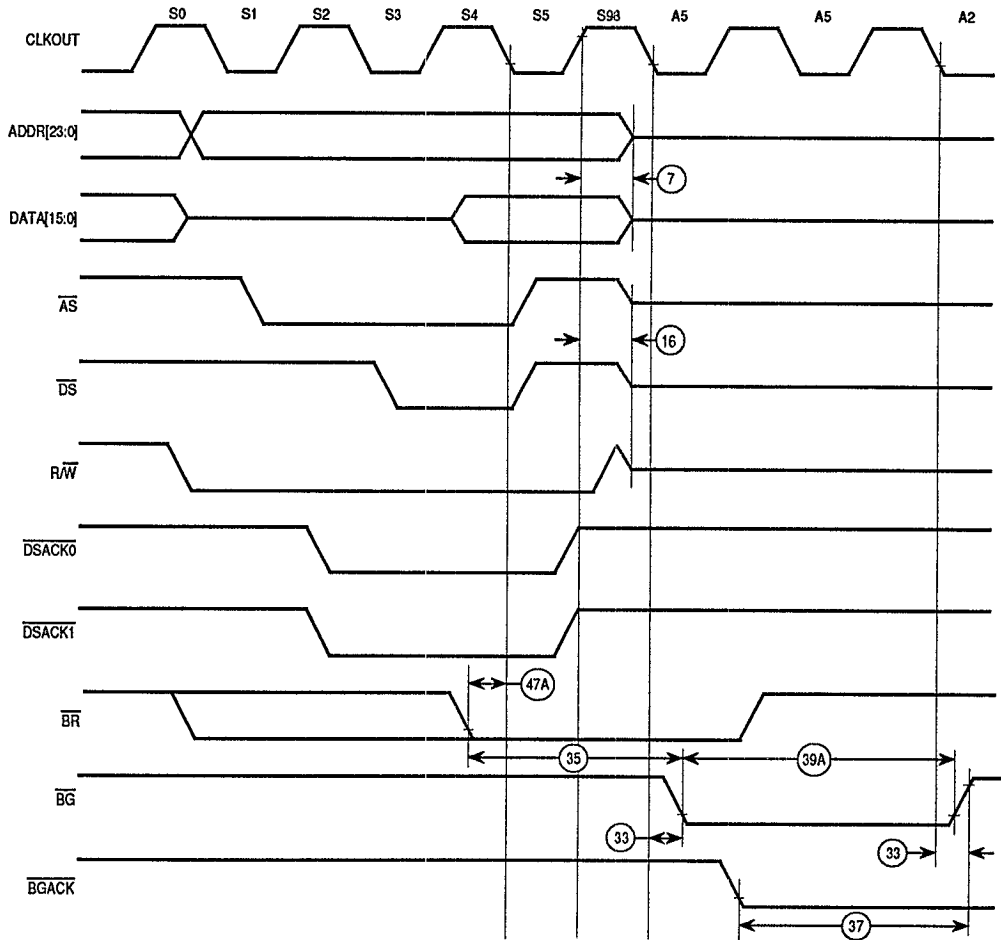 S0 S1 S2 S3 S4 S5 S98 A5 A5 A2
CLKOUT
ADDR[23:0]
7
DATA[15:0]
AS
16
DS
R/W
DSACK0
DSACK1
47A
BR
35 39A
BG
33 33
BGACK
37